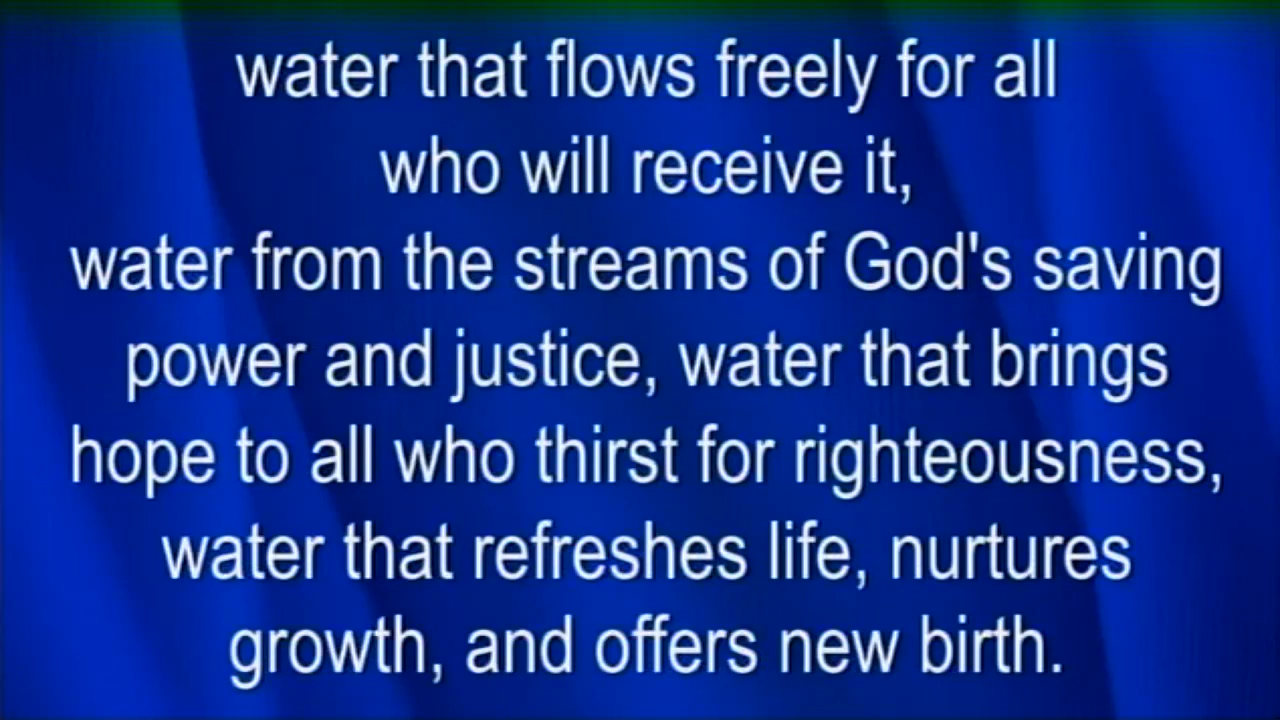 water that flows freely for all
who will receive it,
water from the streams of God's saving
power and justice, water that brings
hope to all who thirst for righteousness,
water that refreshes life, nurtures
growth, and offers new birth.